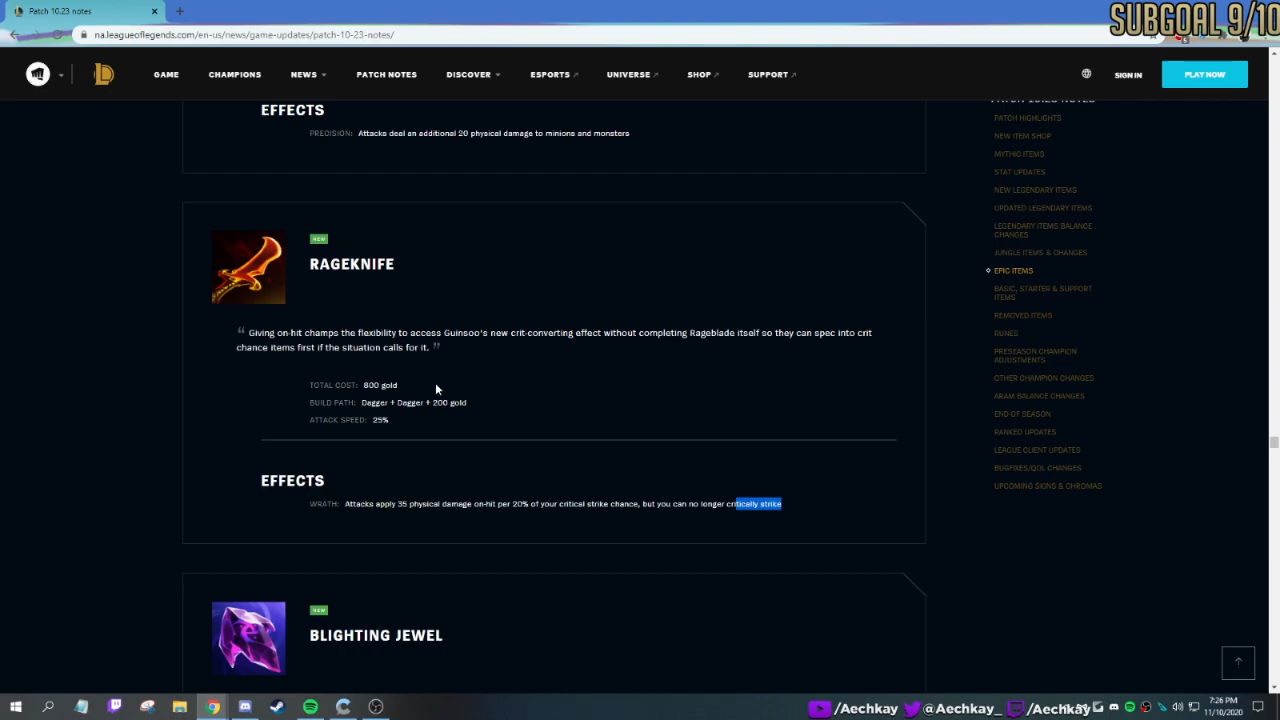 Patch 10.23 notes
SUBGOAL 9/10
na.leagueoflegends.com/en-us/news/game-updates/patch-10-23-notes/
GAME
CHAMPIONS
NEWS
PATCH NOTES
DISCOVER
ESPORTS
UNIVERSE
SHOP
SUPPORT
SIGN IN
PLAY NOW
EFFECTS
PRECISION: Attacks deal an additional 20 physical damage to minions and monsters
NEW
RAGEKNIFE
" Giving on-hit champs the flexibility to access Guinsoo's new crit-converting effect without completing Rageblade itself so they can spec into crit
chance items first if the situation calls for it. "
TOTAL COST: 800 gold
BUILD PATH: Dagger + Dagger + 200 gold
ATTACK SPEED: 25%
EFFECTS
WRATH: Attacks apply 35 physical damage on-hit per 20% of your critical strike chance, but you can no longer critically strike
NEW
BLIGHTING JEWEL
PATCH 10.23 NOTES
PATCH HIGHLIGHTS
NEW ITEM SHOP
MYTHIC ITEMS
STAT UPDATES
NEW LEGENDARY ITEMS
UPDATED LEGENDARY ITEMS
LEGENDARY ITEMS BALANCE
CHANGES
JUNGLE ITEMS & CHANGES
EPIC ITEMS
BASIC, STARTER & SUPPORT
ITEMS
REMOVED ITEMS
RUNES
PRESEASON CHAMPION
ADJUSTMENTS
OTHER CHAMPION CHANGES
ARAM BALANCE CHANGES
END OF SEASON
RANKED UPDATES
LEAGUE CLIENT UPDATES
BUGFIXES/QOL CHANGES
UPCOMING SKINS & CHROMAS
/Aechkay
@Aechkay_
/Aechkay
7:26 PM
11/10/2020